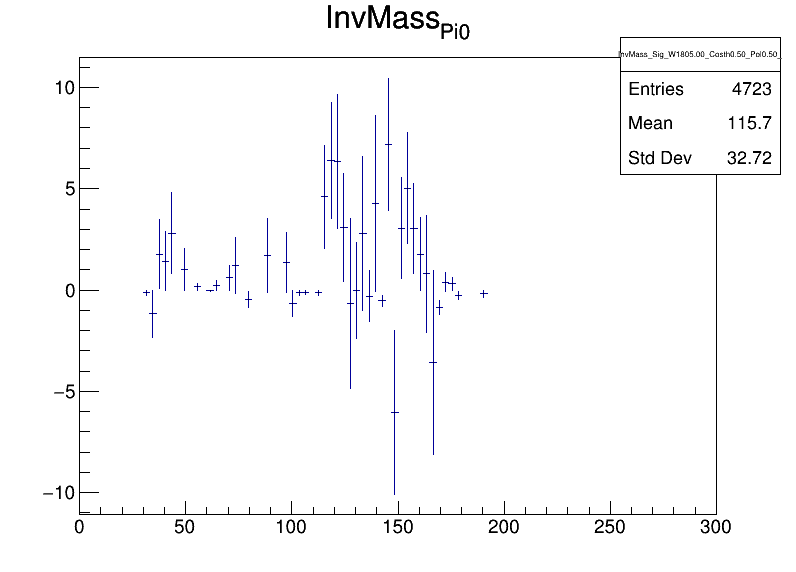 InvMass_Pi0
InvMass_Sig_W1805.00_Costh0.50_Pol0.50_
Entries 4723
Mean 115.7
Std Dev 32.72
10
5
0
−5
−10
0 50 100 150 200 250 300